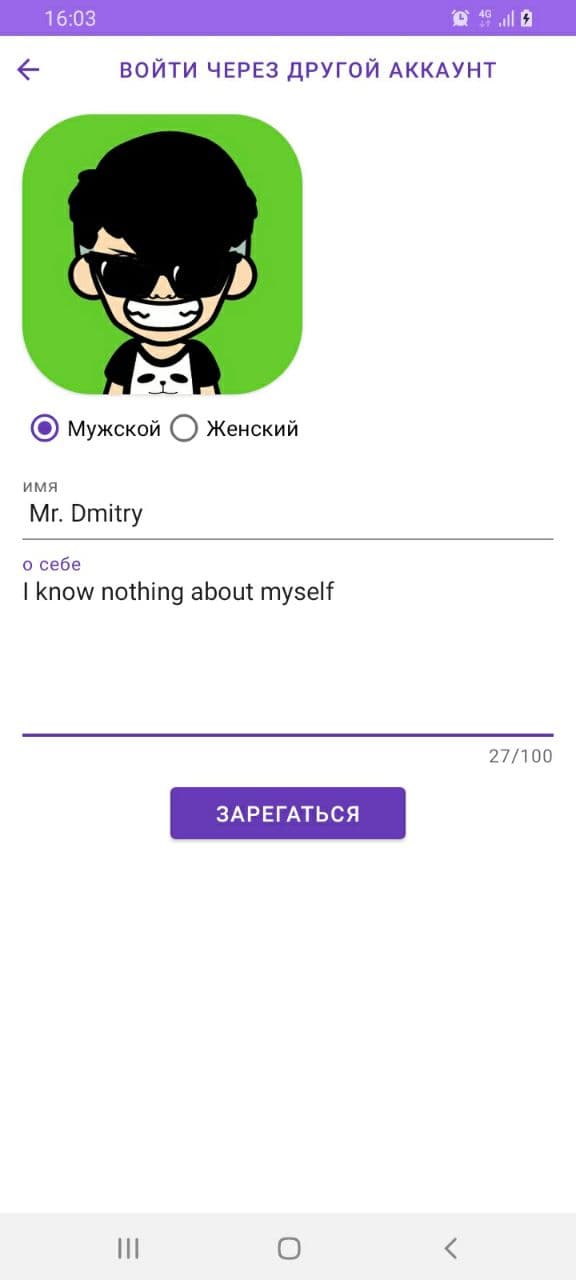 16:03
4G
ВОЙТИ ЧЕРЕЗ ДРУГОЙ АККАУНТ
Мужской Женский
имя
Mr. Dmitry
о себе
I know nothing about myself
27/100
ЗАРЕГАТЬСЯ